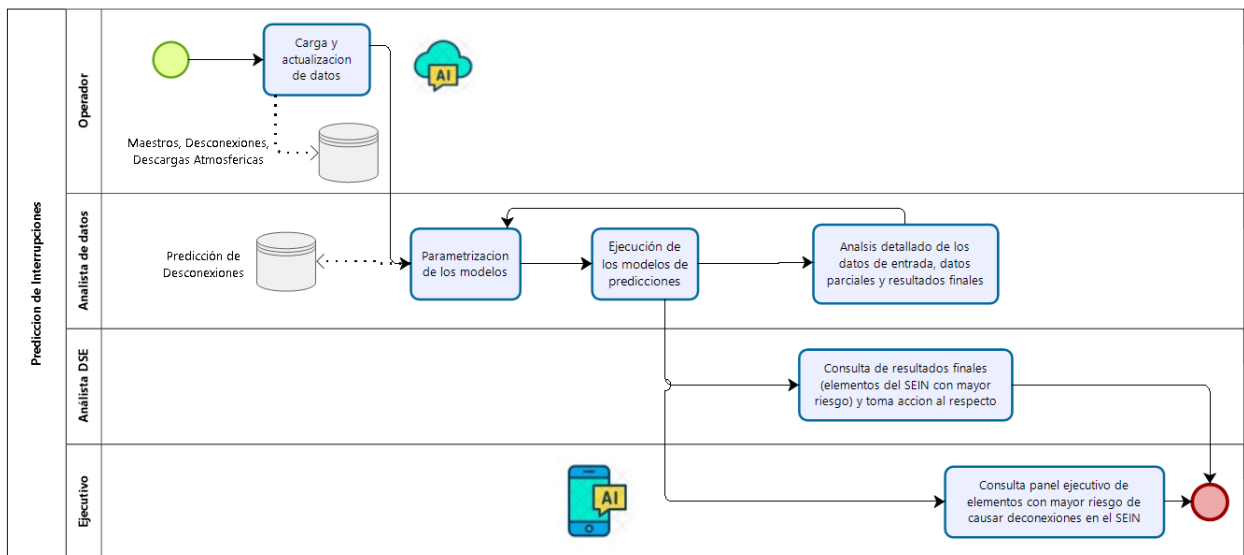 Prediccion de Interrupciones
Operador
Carga y
actualizacion
de datos
AI
Maestros, Desconexiones,
Descargas Atmosfericas
Analista de datos
Predicción de
Desconexiones
Parametrizacion
de los modelos
Ejecución de
los modelos de
predicciones
Analsis detallado de los
datos de entrada, datos
parciales y resultados finales
Análista DSE
Consulta de resultados finales
(elementos del SEIN con mayor
riesgo) y toma accion al respecto
Ejecutivo
AI
Consulta panel ejecutivo de
elementos con mayor riesgo de
causar deconexiones en el SEIN